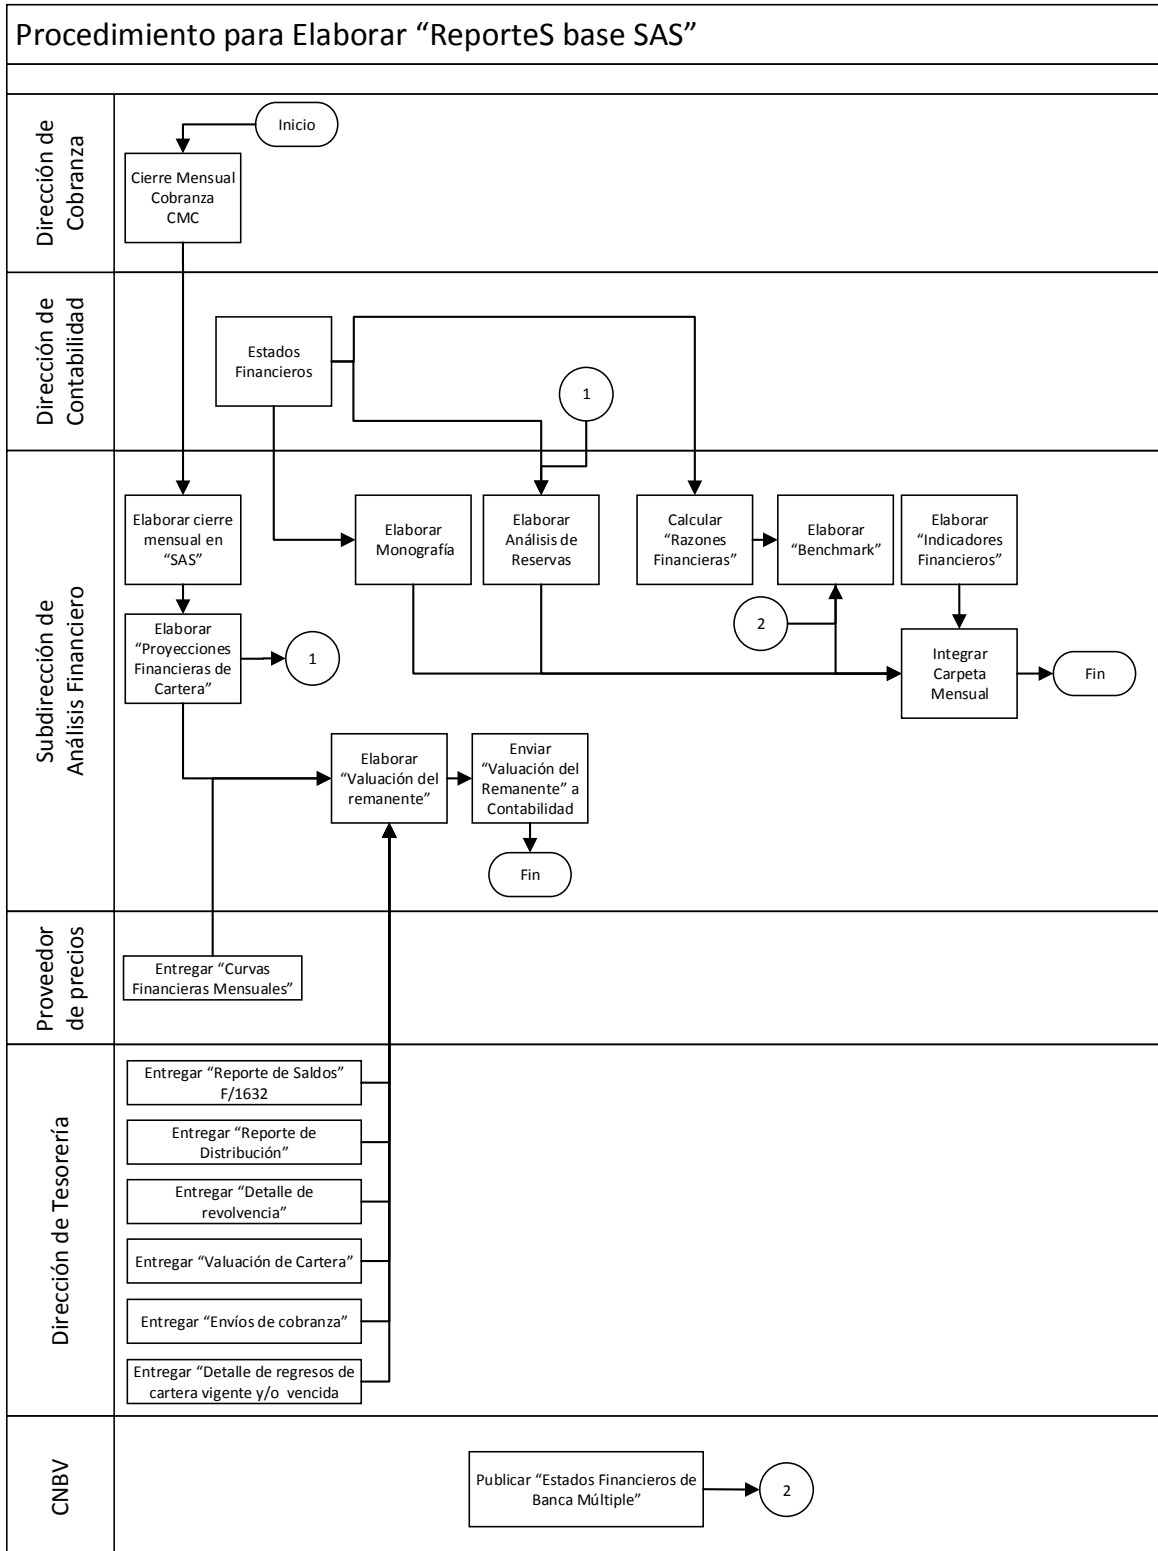 Procedimiento para Elaborar “ReporteS base SAS”
Dirección de
Cobranza
Inicio
Cierre Mensual
Cobranza
CMC
Dirección de
Contabilidad
Estados
Financieros
1
Subdirección de
Análisis Financiero
Elaborar cierre
mensual en
“SAS”
Elaborar
Monografía
Elaborar
Análisis de
Reservas
Calcular
“Razones
Financieras”
Elaborar
“Benchmark”
Elaborar
“Indicadores
Financieros”
Elaborar
“Proyecciones
Financieras de
Cartera”
1
2
Integrar
Carpeta
Mensual
Fin
Elaborar
“Valuación del
remanente”
Enviar
“Valuación del
Remanente” a
Contabilidad
Fin
Proveedor
de precios
Entregar “Curvas
Financieras Mensuales”
Dirección de Tesorería
Entregar “Reporte de Saldos”
F/1632
Entregar “Reporte de
Distribución”
Entregar “Detalle de
revolvencia”
Entregar “Valuación de Cartera”
Entregar “Envíos de cobranza”
Entregar “Detalle de regresos de
cartera vigente y/o  vencida
CNBV
Publicar “Estados Financieros de
Banca Múltiple”
2